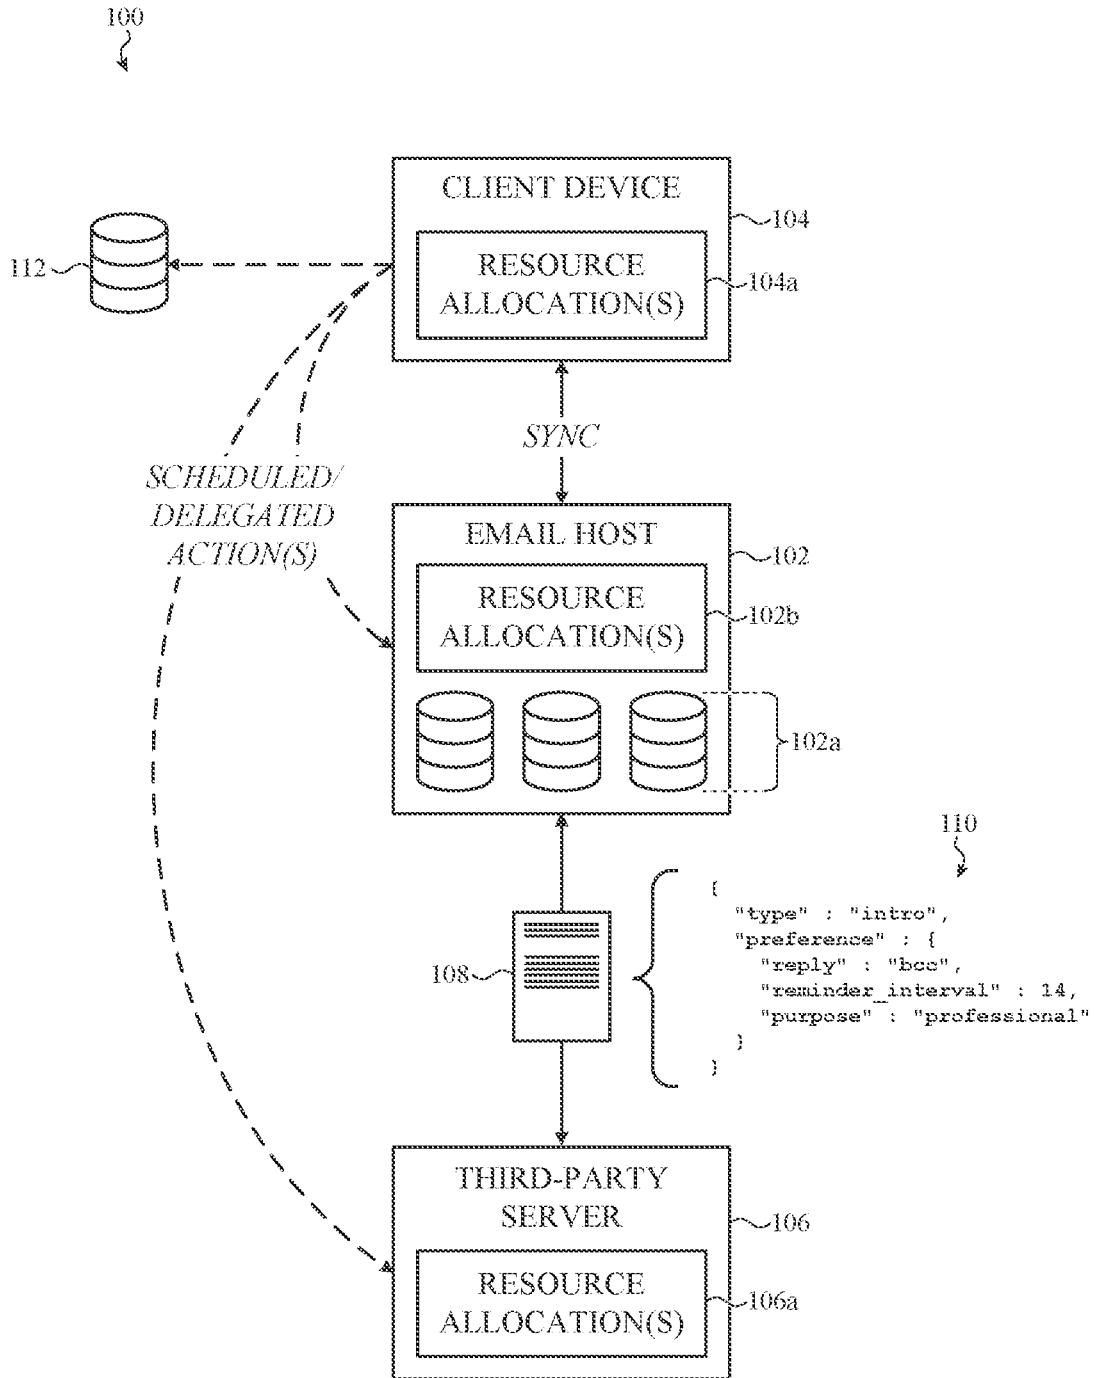 100
CLIENT DEVICE
104
RESOURCE
ALLOCATION(S)
104a
112
SYNC
SCHEDULED/
DELEGATED
ACTION(S)
EMAIL HOST
102
RESOURCE
ALLOCATION(S)
102b
102a
110
108
{
"type" : "intro",
"preference" : {
"reply" : "bcc",
"reminder_interval" : 14,
"purpose" : "professional"
}
}
THIRD-PARTY
SERVER
106
RESOURCE
ALLOCATION(S)
106a